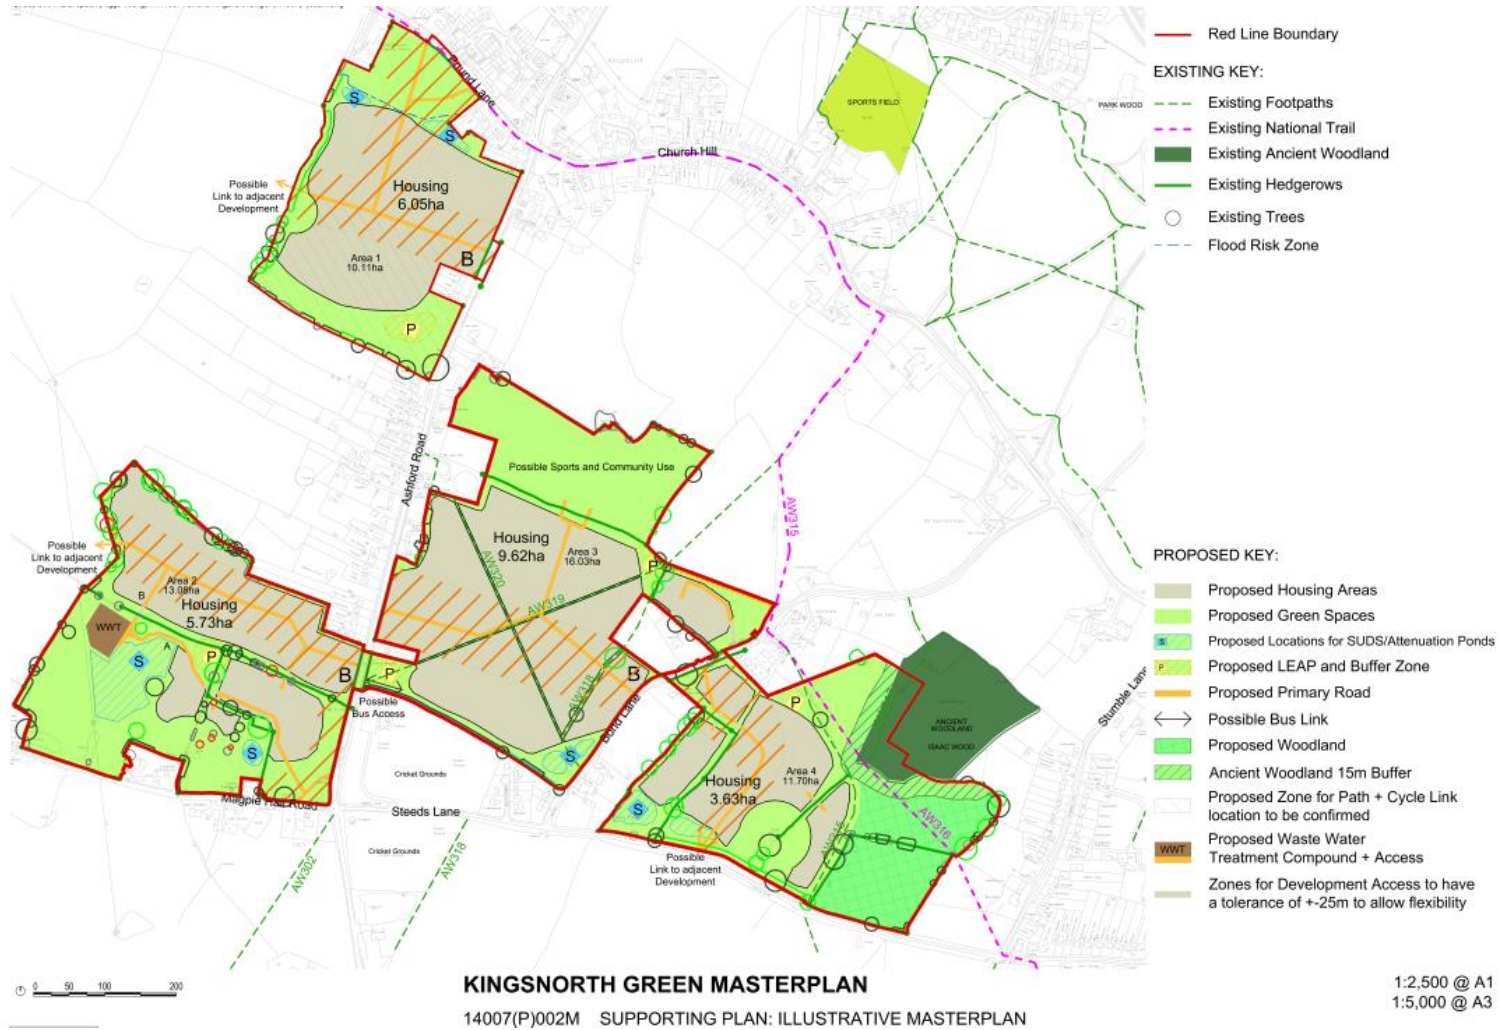 Red Line Boundary
EXISTING KEY:
Existing Footpaths
Existing National Trail
Existing Ancient Woodland
Existing Hedgerows
Existing Trees
Flood Risk Zone
Pound Lane
Kingsnorth
SPORTS FIELD
PARK WOOD
Church Hill
S
S
Possible
Link to adjacent
Development
Housing
6.05ha
Area 1
10.11ha
B
P
Ashford Road
Possible Sports and Community Use
AW315
Housing
9.62ha
Area 3
16.03ha
AW320
AW319
P
Possible
Link to adjacent
Development
Area 2
13.08ha
B
Housing
5.73ha
WWT
A
S
P
B
P
Possible
Bus Access
AW318
B
Bond Lane
S
S
Magpie Hall Road
Cricket Grounds
Steeds Lane
Cricket Grounds
AW302
AW318
P
ANCIENT
WOODLAND
ISAAC WOOD
Stumble Lane
Housing
3.63ha
Area 4
11.70ha
S
AW316
Possible
Link to adjacent
Development
PROPOSED KEY:
Proposed Housing Areas
Proposed Green Spaces
S Proposed Locations for SUDS/Attenuation Ponds
P Proposed LEAP and Buffer Zone
Proposed Primary Road
Possible Bus Link
Proposed Woodland
Ancient Woodland 15m Buffer
Proposed Zone for Path + Cycle Link
location to be confirmed
WWT Proposed Waste Water
Treatment Compound + Access
Zones for Development Access to have
a tolerance of +-25m to allow flexibility
0 50 100 200
KINGSNORTH GREEN MASTERPLAN
14007(P)002M SUPPORTING PLAN: ILLUSTRATIVE MASTERPLAN
1:2,500 @ A1
1:5,000 @ A3